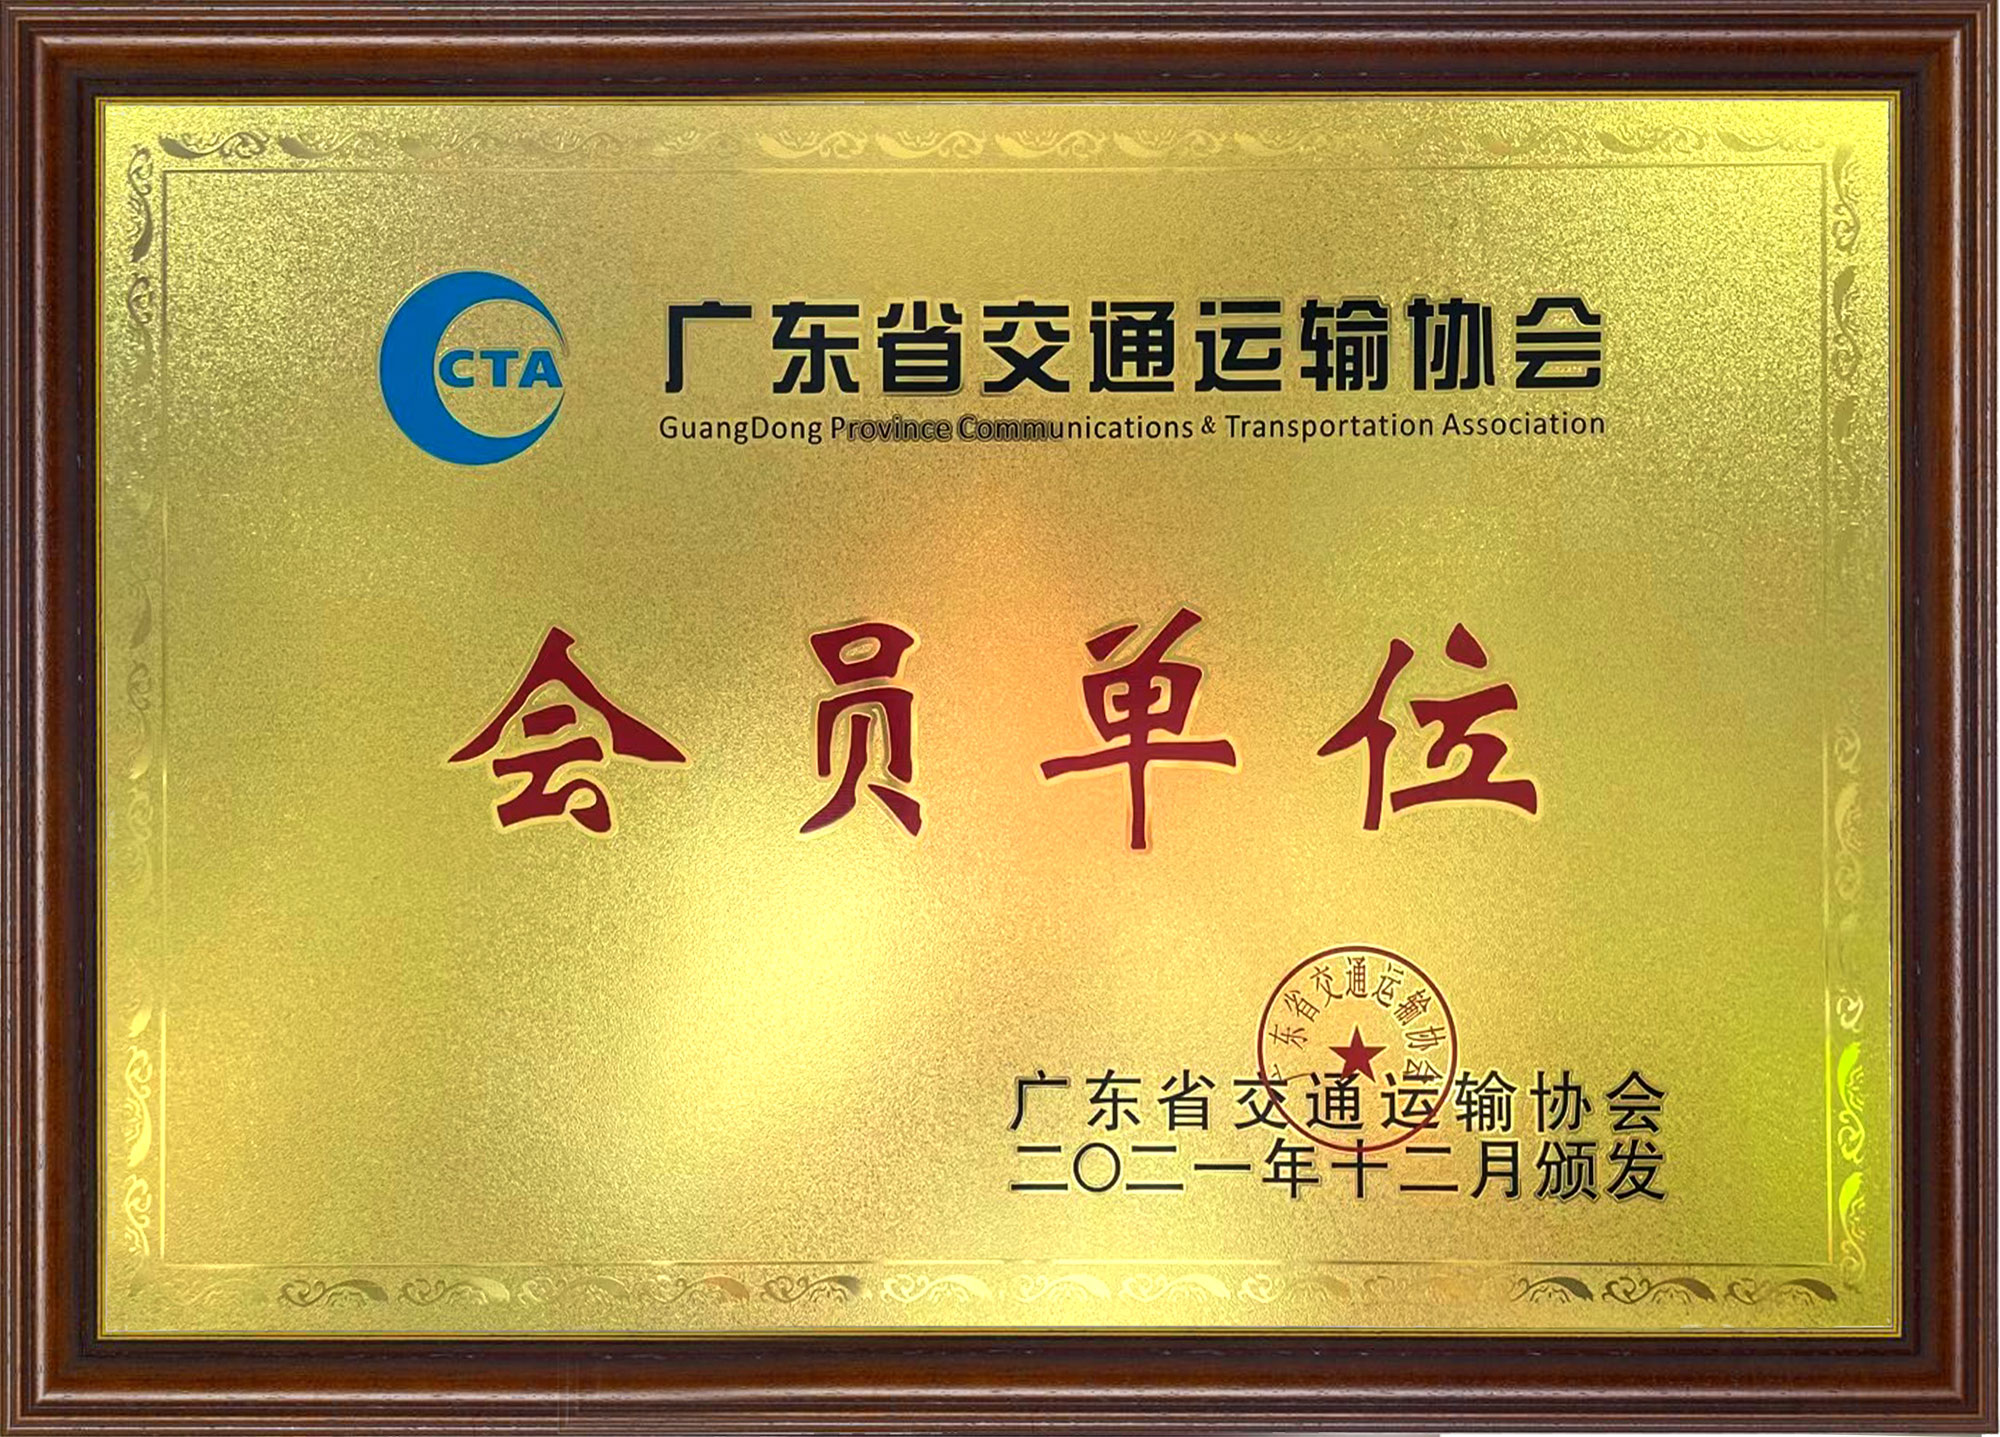 CTA
广东省交通运输协会
GuangDong Province Communications & Transportation Association
会员单位
广东省交通运输协会
广东省交通运输协会
二〇二一年十二月颁发